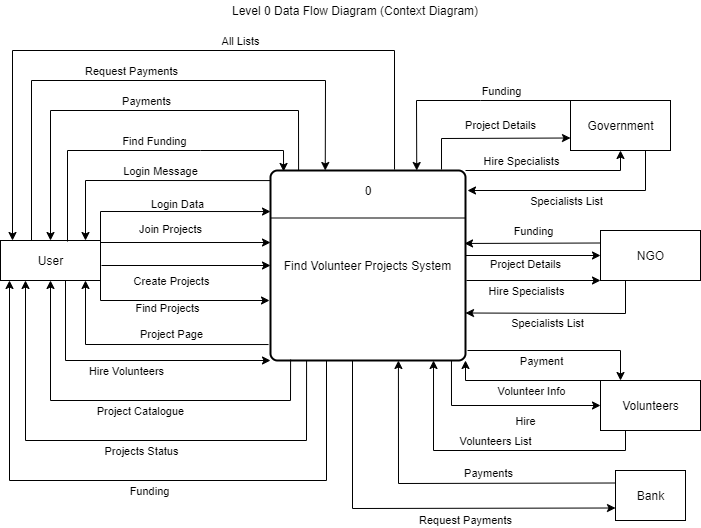 Level 0 Data Flow Diagram (Context Diagram)
All Lists
Request Payments
Funding
Payments
Project Details
Government
Find Funding
Hire Specialists
Login Message
0
Specialists List
Login Data
Join Projects
Funding
User
Find Volunteer Projects System
Project Details
NGO
Create Projects
Hire Specialists
Find Projects
Specialists List
Project Page
Payment
Hire Volunteers
Volunteer Info
Project Catalogue
Volunteers
Hire
Projects Status
Volunteers List
Payments
Funding
Bank
Request Payments